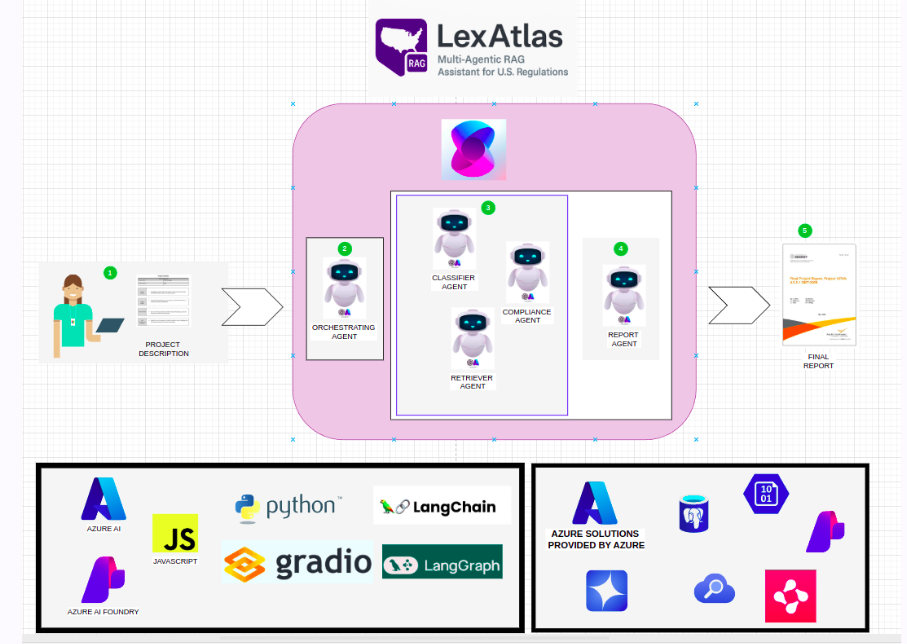 LexAtlas
RAG
Multi-Agentic RAG
Assistant for U.S. Regulations
1
PROJECT
DESCRIPTION
2
ORCHESTRATING
AGENT
3
CLASSIFIER
AGENT
COMPLIANCE
AGENT
RETRIEVER
AGENT
4
REPORT
AGENT
5
FINAL
REPORT
AZURE AI
JS
JAVASCRIPT
python™
LangChain
AZURE AI FOUNDRY
gradio
LangGraph
AZURE SOLUTIONS
PROVIDED BY AZURE
10
01